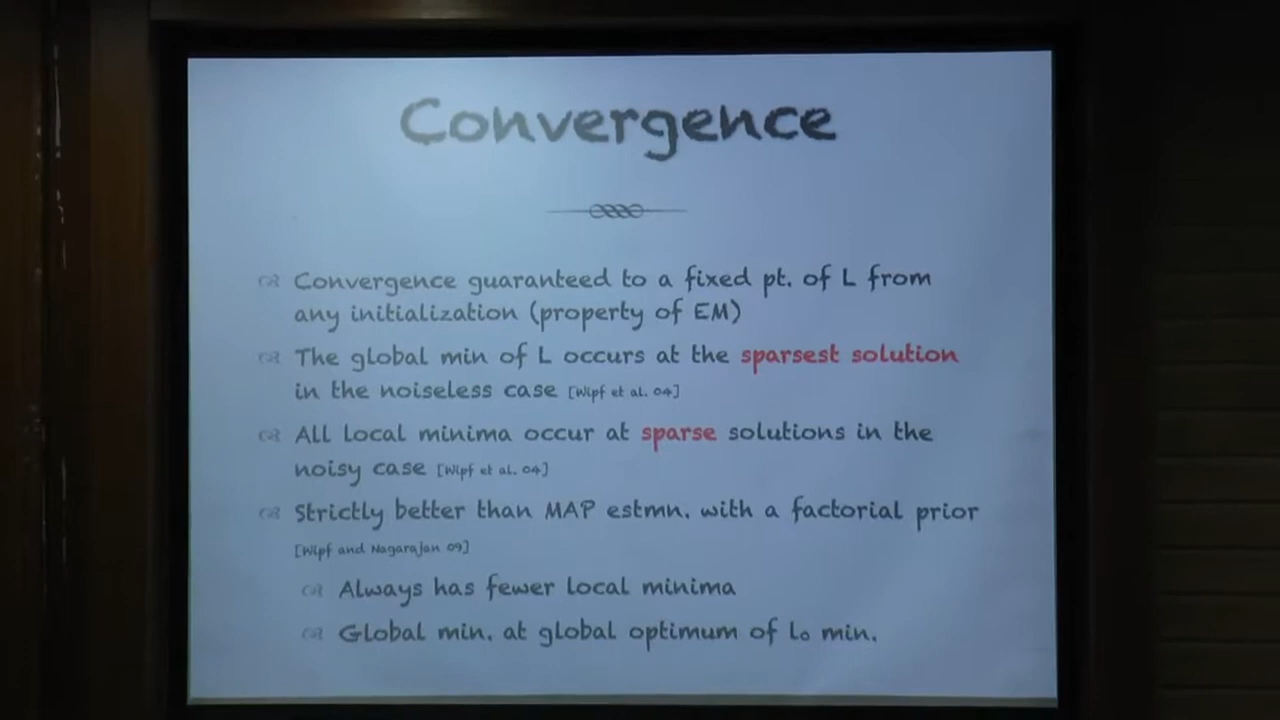 Convergence
Convergence guaranteed to a fixed pt. of L from
any initialization (property of EM)
The global min of L occurs at the sparsest solution
in the noiseless case [Wipf et al. 04]
All local minima occur at sparse solutions in the
noisy case [Wipf et al. 04]
Strictly better than MAP estmn. with a factorial prior
[Wipf and Nagarajan 09]
Always has fewer local minima
Global min. at global optimum of l₀ min.